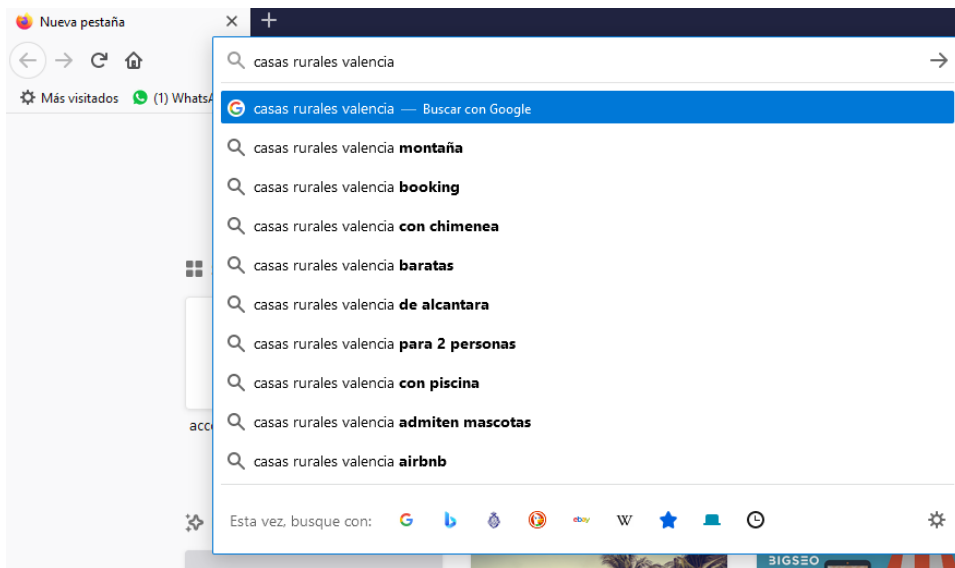 Nueva pestaña
casas rurales valencia
Más visitados
(1) WhatsA
casas rurales valencia — Buscar con Google
casas rurales valencia montaña
casas rurales valencia booking
casas rurales valencia con chimenea
casas rurales valencia baratas
casas rurales valencia de alcantara
casas rurales valencia para 2 personas
casas rurales valencia con piscina
casas rurales valencia admiten mascotas
casas rurales valencia airbnb
acc
Esta vez, busque con:
ebay
W
BIGSEO